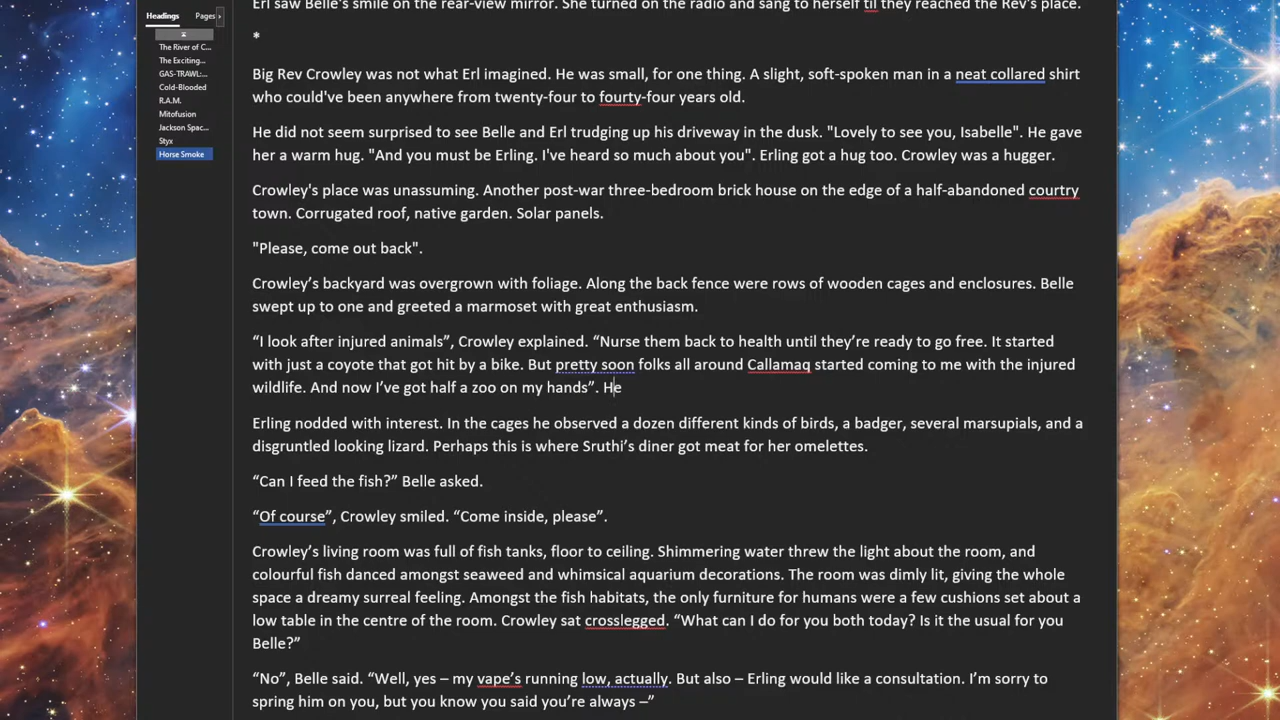 Headings
Pages
The River of C...
The Exciting...
GAS-TRAWL:...
Cold-Blooded
R.A.M.
Mitofusion
Jackson Spac...
Styx
Horse Smoke
Erl saw Belle's smile on the rear-view mirror. She turned on the radio and sang to herself til they reached the Rev's place.
*
Big Rev Crowley was not what Erl imagined. He was small, for one thing. A slight, soft-spoken man in a neat collared shirt
who could've been anywhere from twenty-four to fourty-four years old.
He did not seem surprised to see Belle and Erl trudging up his driveway in the dusk. "Lovely to see you, Isabelle". He gave
her a warm hug. "And you must be Erling. I've heard so much about you". Erling got a hug too. Crowley was a hugger.
Crowley's place was unassuming. Another post-war three-bedroom brick house on the edge of a half-abandoned courtry
town. Corrugated roof, native garden. Solar panels.
"Please, come out back".
Crowley’s backyard was overgrown with foliage. Along the back fence were rows of wooden cages and enclosures. Belle
swept up to one and greeted a marmoset with great enthusiasm.
“I look after injured animals”, Crowley explained. “Nurse them back to health until they’re ready to go free. It started
with just a coyote that got hit by a bike. But pretty soon folks all around Callamaq started coming to me with the injured
wildlife. And now I’ve got half a zoo on my hands”. He
Erling nodded with interest. In the cages he observed a dozen different kinds of birds, a badger, several marsupials, and a
disgruntled looking lizard. Perhaps this is where Sruthi’s diner got meat for her omelettes.
“Can I feed the fish?” Belle asked.
“Of course”, Crowley smiled. “Come inside, please”.
Crowley’s living room was full of fish tanks, floor to ceiling. Shimmering water threw the light about the room, and
colourful fish danced amongst seaweed and whimsical aquarium decorations. The room was dimly lit, giving the whole
space a dreamy surreal feeling. Amongst the fish habitats, the only furniture for humans were a few cushions set about a
low table in the centre of the room. Crowley sat crosslegged. “What can I do for you both today? Is it the usual for you
Belle?”
“No”, Belle said. “Well, yes – my vape’s running low, actually. But also – Erling would like a consultation. I’m sorry to
spring him on you, but you know you said you’re always –”